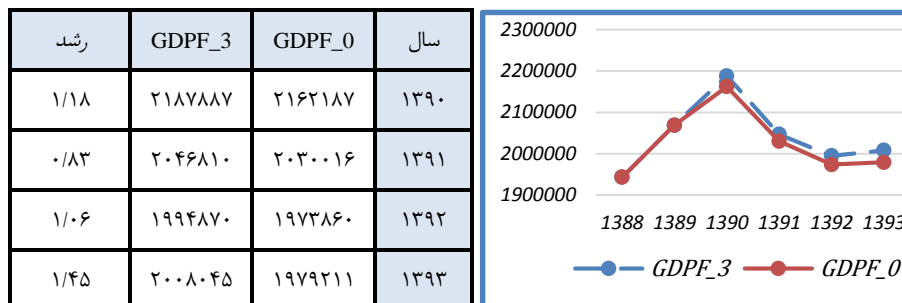 سال GDPF_0 GDPF_3 رشد
۱۳۹۰ ۲۱۶۲۱۸۷ ۲۱۸۷۸۸۷ ۱/۱۸
۱۳۹۱ ۲۰۳۰۰۱۶ ۲۰۴۶۸۱۰ ۰/۸۳
۱۳۹۲ ۱۹۷۳۸۶۰ ۱۹۹۴۸۷۰ ۱/۰۶
۱۳۹۳ ۱۹۷۹۲۱۱ ۲۰۰۸۰۴۵ ۱/۴۵
2300000
2200000
2100000
2000000
1900000
1388 1389 1390 1391 1392 1393
GDPF_3 GDPF_0